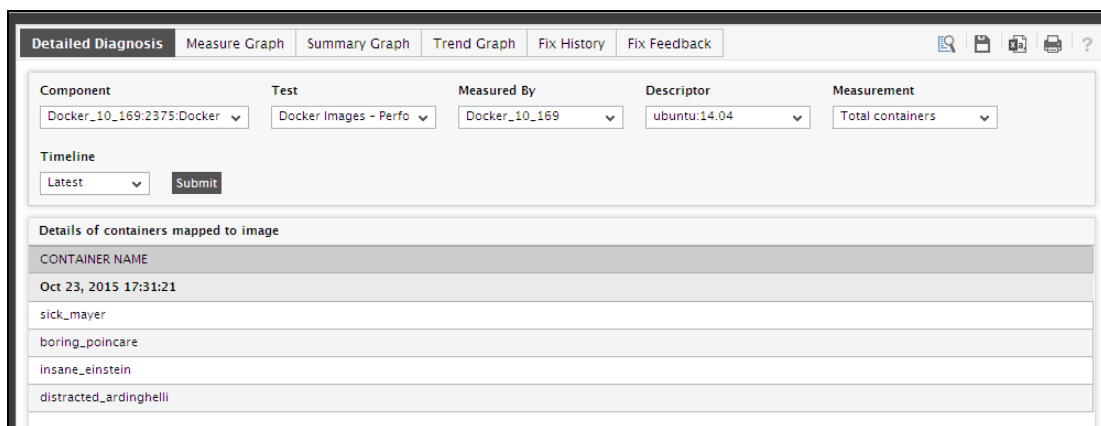 Detailed Diagnosis Measure Graph Summary Graph Trend Graph Fix History Fix Feedback ?
Component Test Measured By Descriptor Measurement
Docker_10_169:2375:Docker Docker Images - Perfo Docker_10_169 ubuntu:14.04 Total containers
Timeline
Latest Submit
Details of containers mapped to image
CONTAINER NAME
Oct 23, 2015 17:31:21
sick_mayer
boring_poincare
insane_einstein
distracted_ardinghelli